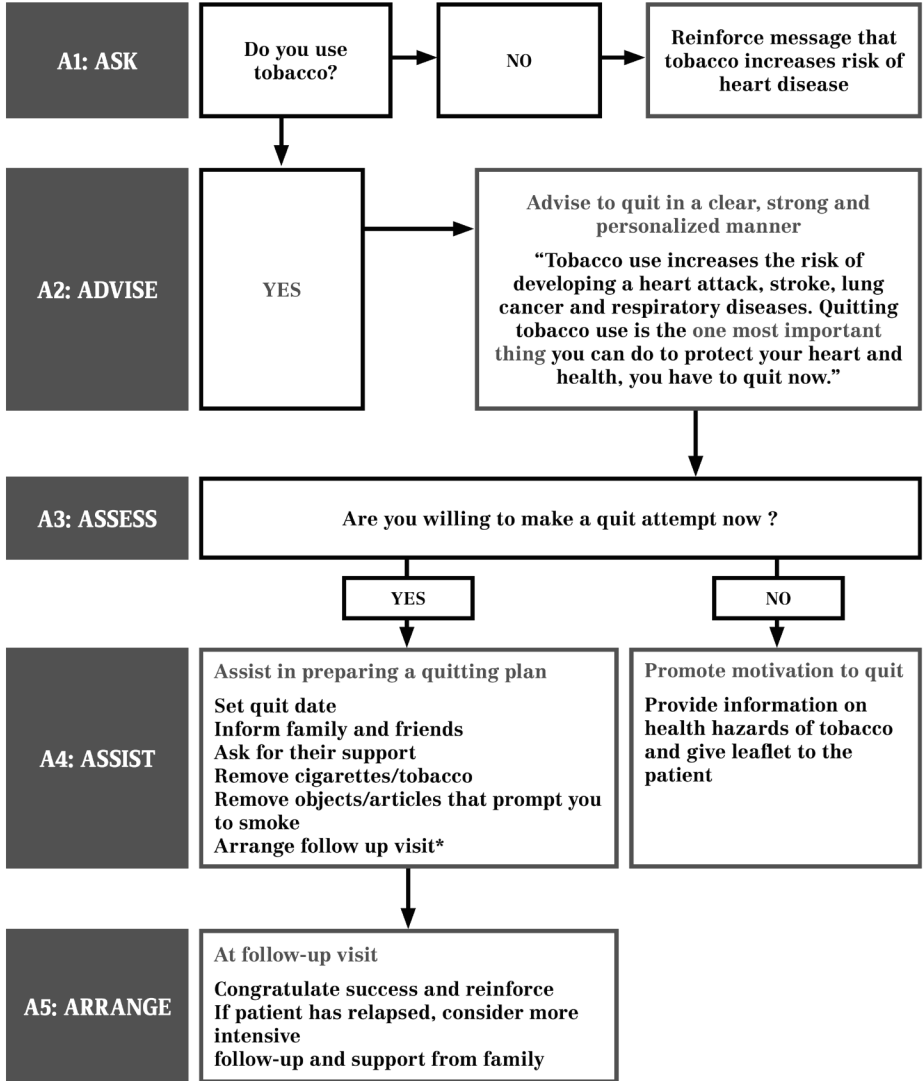 A1: ASK
Do you use
tobacco?
NO
Reinforce message that
tobacco increases risk of
heart disease
A2: ADVISE
YES
Advise to quit in a clear, strong and
personalized manner
“Tobacco use increases the risk of
developing a heart attack, stroke, lung
cancer and respiratory diseases. Quitting
tobacco use is the one most important
thing you can do to protect your heart and
health, you have to quit now.”
A3: ASSESS
Are you willing to make a quit attempt now ?
YES
NO
A4: ASSIST
Assist in preparing a quitting plan
Set quit date
Inform family and friends
Ask for their support
Remove cigarettes/tobacco
Remove objects/articles that prompt you
to smoke
Arrange follow up visit*
Promote motivation to quit
Provide information on
health hazards of tobacco
and give leaflet to the
patient
A5: ARRANGE
At follow-up visit
Congratulate success and reinforce
If patient has relapsed, consider more
intensive
follow-up and support from family